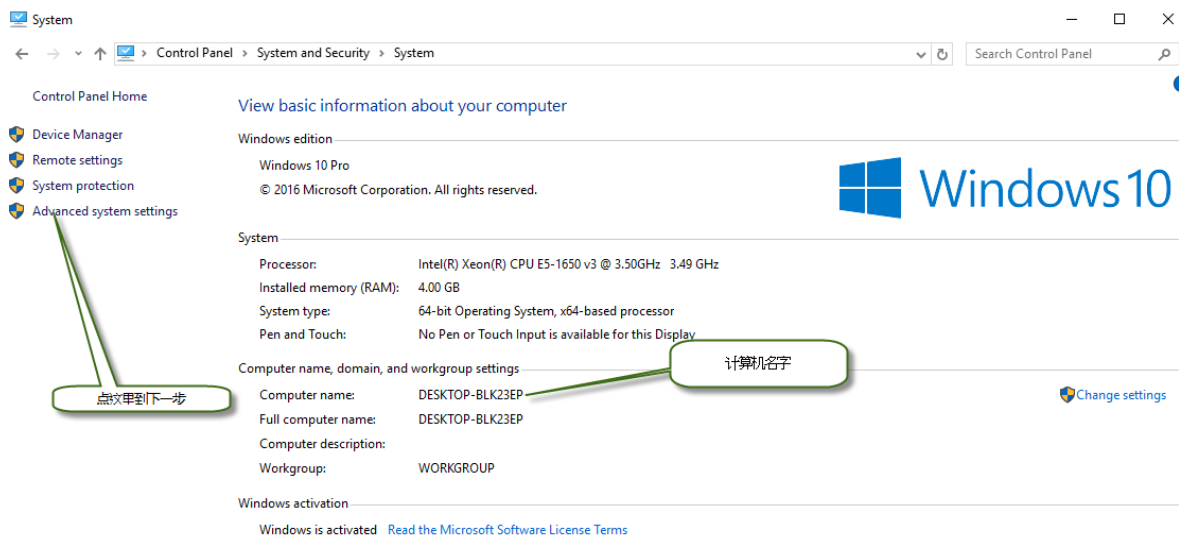 System
Control Panel > System and Security > System
Search Control Panel
Control Panel Home
Device Manager
Remote settings
System protection
Advanced system settings
点这里到下一步
View basic information about your computer
Windows edition
Windows 10 Pro
© 2016 Microsoft Corporation. All rights reserved.
Windows 10
System
Processor: Intel(R) Xeon(R) CPU E5-1650 v3 @ 3.50GHz 3.49 GHz
Installed memory (RAM): 4.00 GB
System type: 64-bit Operating System, x64-based processor
Pen and Touch: No Pen or Touch Input is available for this Display
计算机名字
Computer name, domain, and workgroup settings
Computer name: DESKTOP-BLK23EP
Change settings
Full computer name: DESKTOP-BLK23EP
Computer description:
Workgroup: WORKGROUP
Windows activation
Windows is activated Read the Microsoft Software License Terms